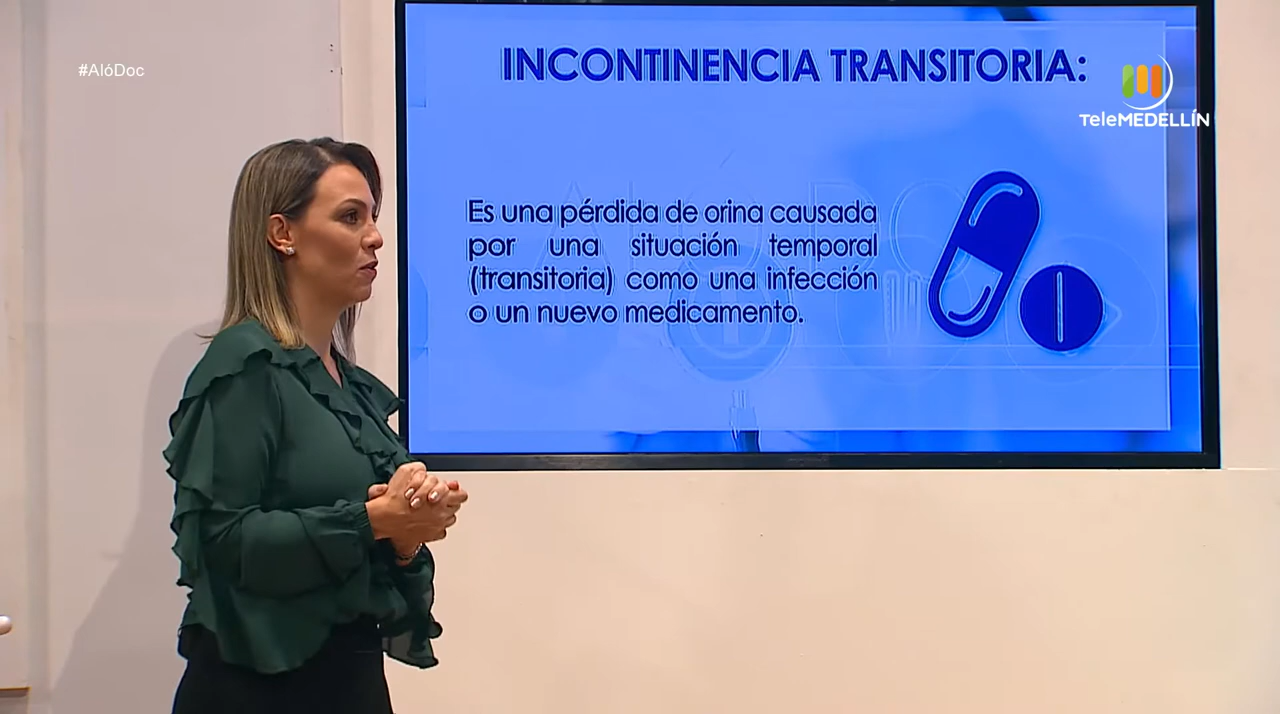 #AlóDoc
INCONTINENCIA TRANSITORIA:
TeleMEDELLÍN
Es una pérdida de orina causada
por una situación temporal
(transitoria) como una infección
o un nuevo medicamento.